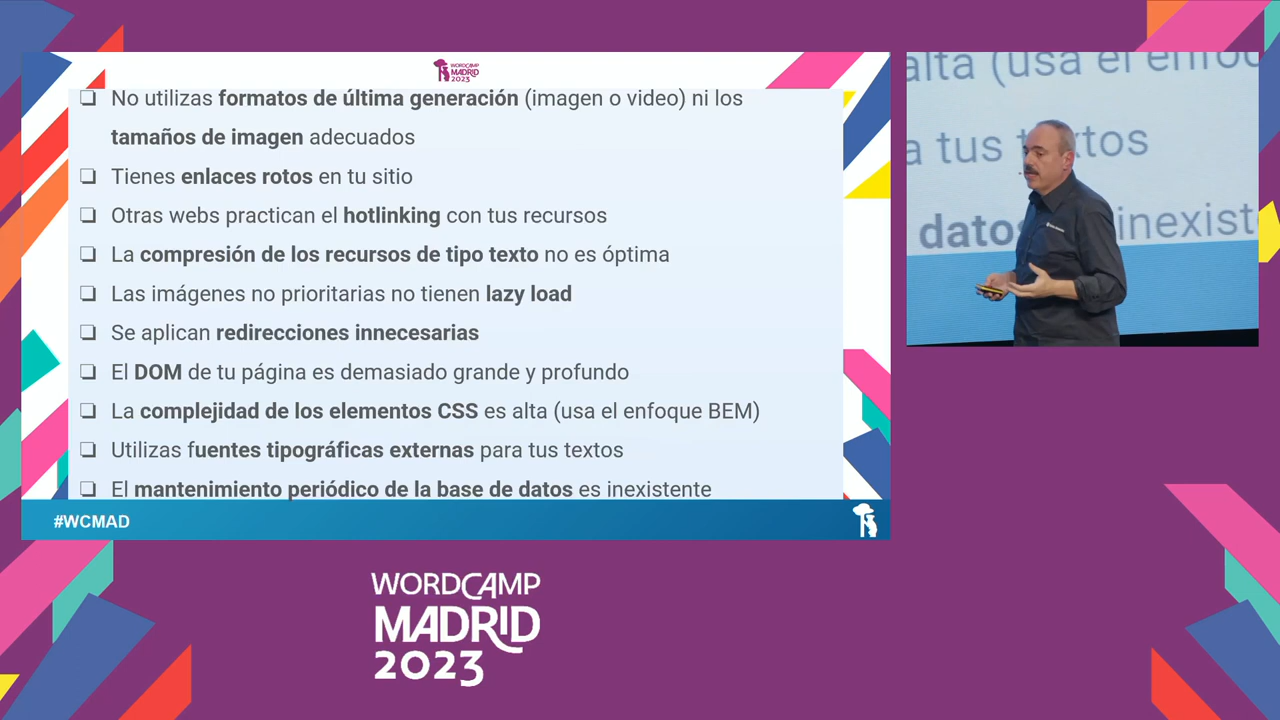 WORDCAMP
MADRID
2023
No utilizas formatos de última generación (imagen o video) ni los
tamaños de imagen adecuados
Tienes enlaces rotos en tu sitio
Otras webs practican el hotlinking con tus recursos
La compresión de los recursos de tipo texto no es óptima
Las imágenes no prioritarias no tienen lazy load
Se aplican redirecciones innecesarias
El DOM de tu página es demasiado grande y profundo
La complejidad de los elementos CSS es alta (usa el enfoque BEM)
Utilizas fuentes tipográficas externas para tus textos
El mantenimiento periódico de la base de datos es inexistente
#WCMAD
alta (usa el enfoc
a tus textos
datos inexist
WORDCAMP
MADRID
2023